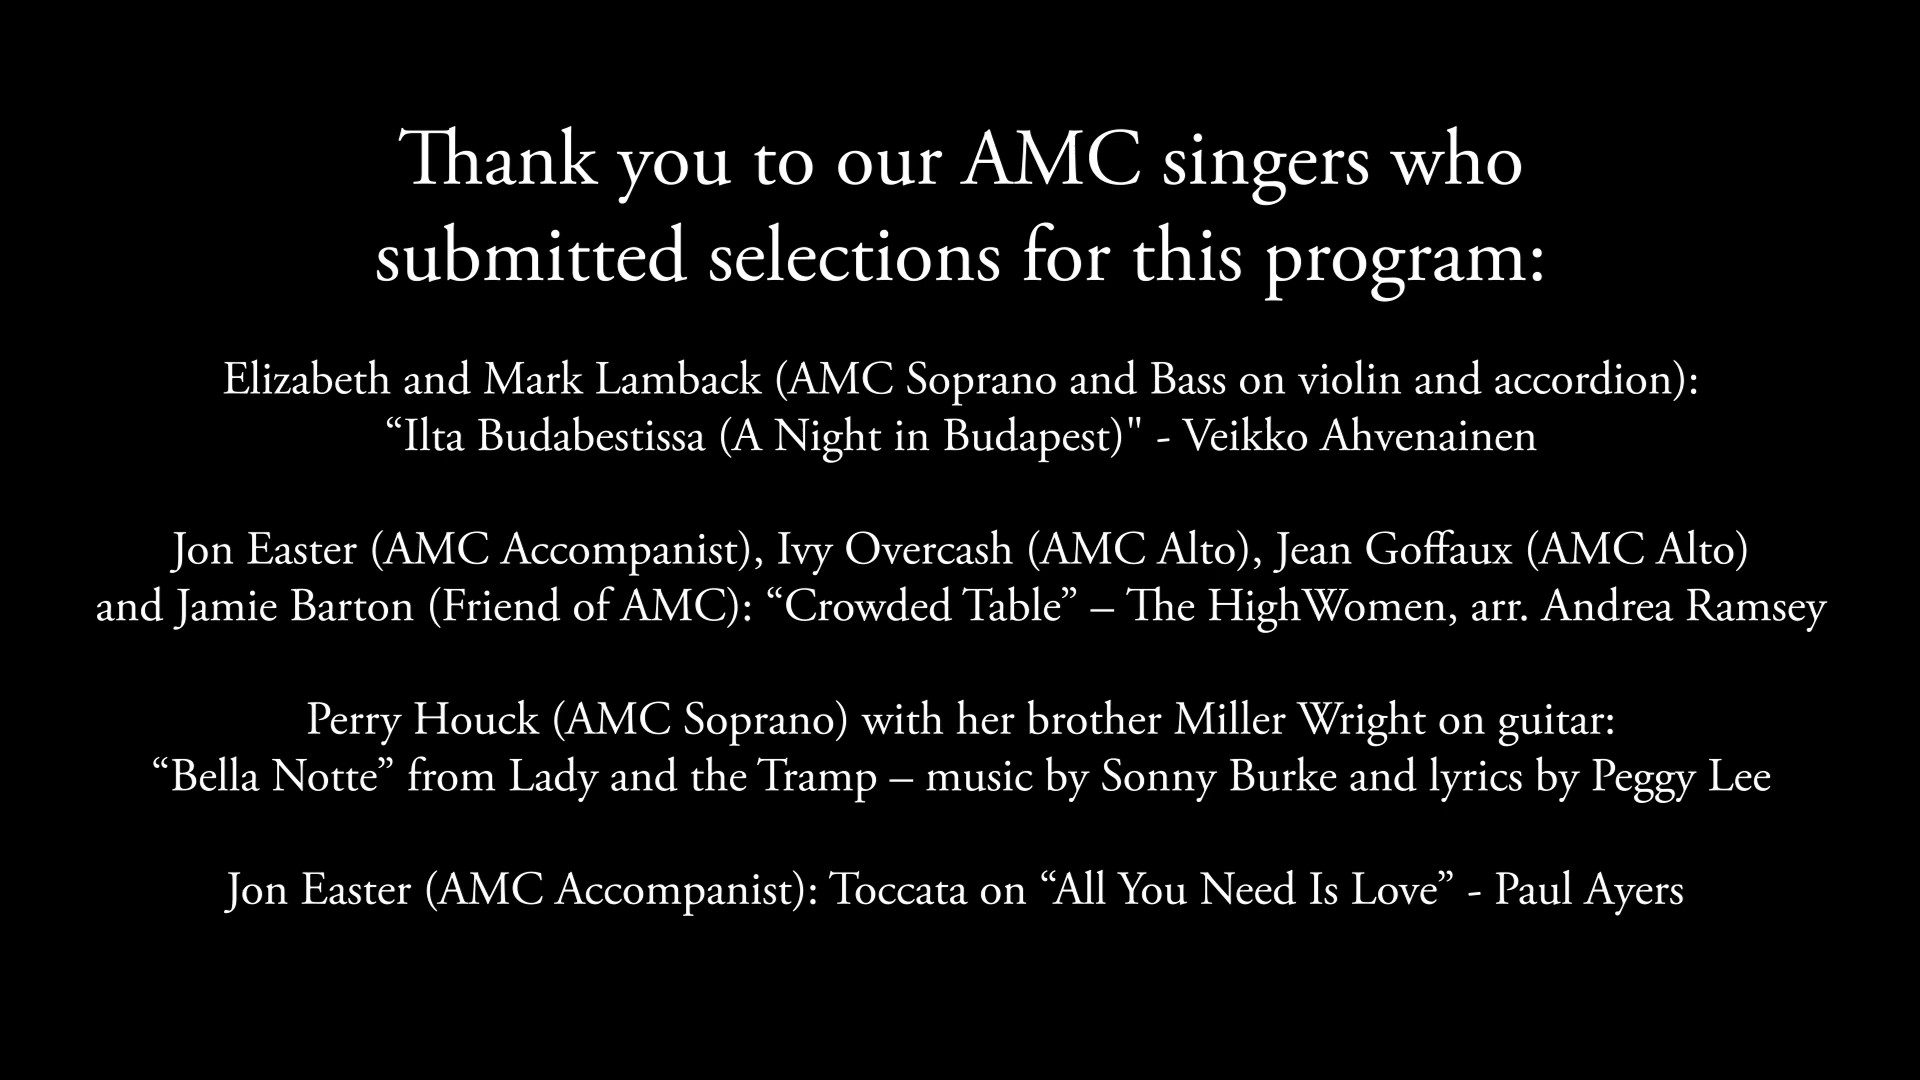 Thank you to our AMC singers who
submitted selections for this program:
Elizabeth and Mark Lamback (AMC Soprano and Bass on violin and accordion):
“Ilta Budabestissa (A Night in Budapest)" - Veikko Ahvenainen
Jon Easter (AMC Accompanist), Ivy Overcash (AMC Alto), Jean Goffaux (AMC Alto)
and Jamie Barton (Friend of AMC): “Crowded Table” – The HighWomen, arr. Andrea Ramsey
Perry Houck (AMC Soprano) with her brother Miller Wright on guitar:
“Bella Notte” from Lady and the Tramp – music by Sonny Burke and lyrics by Peggy Lee
Jon Easter (AMC Accompanist): Toccata on “All You Need Is Love” - Paul Ayers